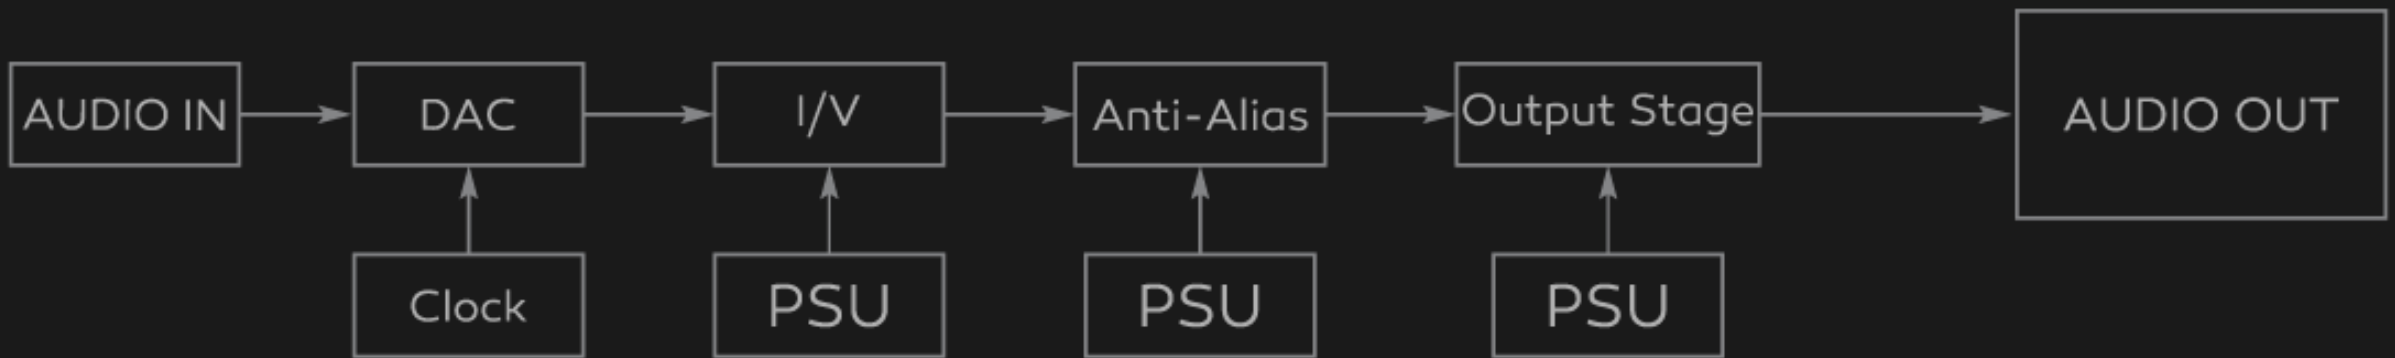 AUDIO IN
DAC
I/V
Anti-Alias
Output Stage
AUDIO OUT
Clock
PSU
PSU
PSU